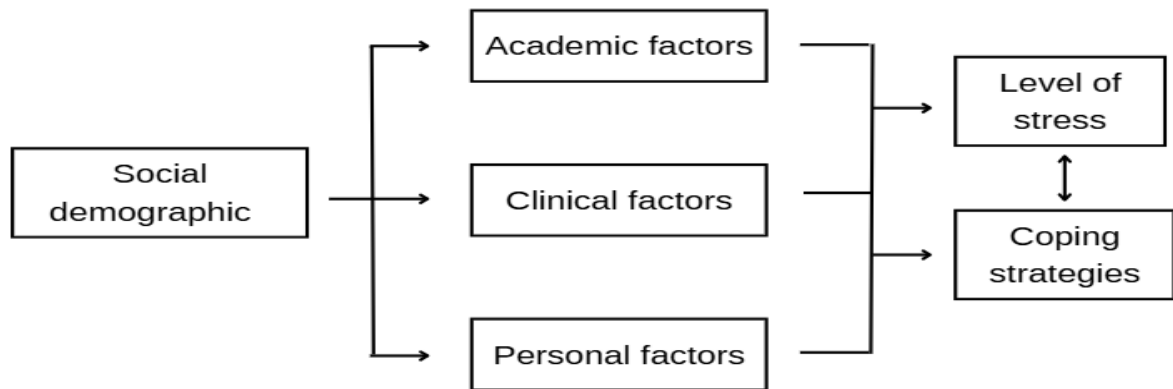 Social
demographic
Academic factors
Clinical factors
Personal factors
Level of
stress
Coping
strategies